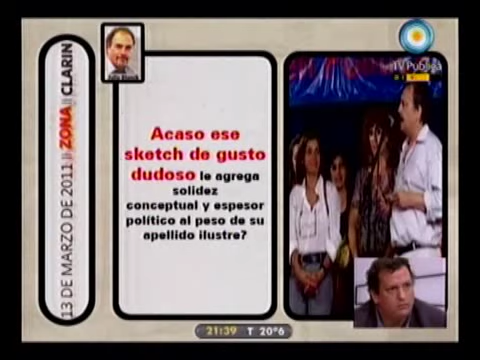 TV Pública
13 DE MARZO DE 2011 // ZONA // CLARIN
Acaso ese
sketch de gusto
dudoso le agrega
solidez
conceptual y espesor
político al peso de su
apellido ilustre?
21:39 T 20°6